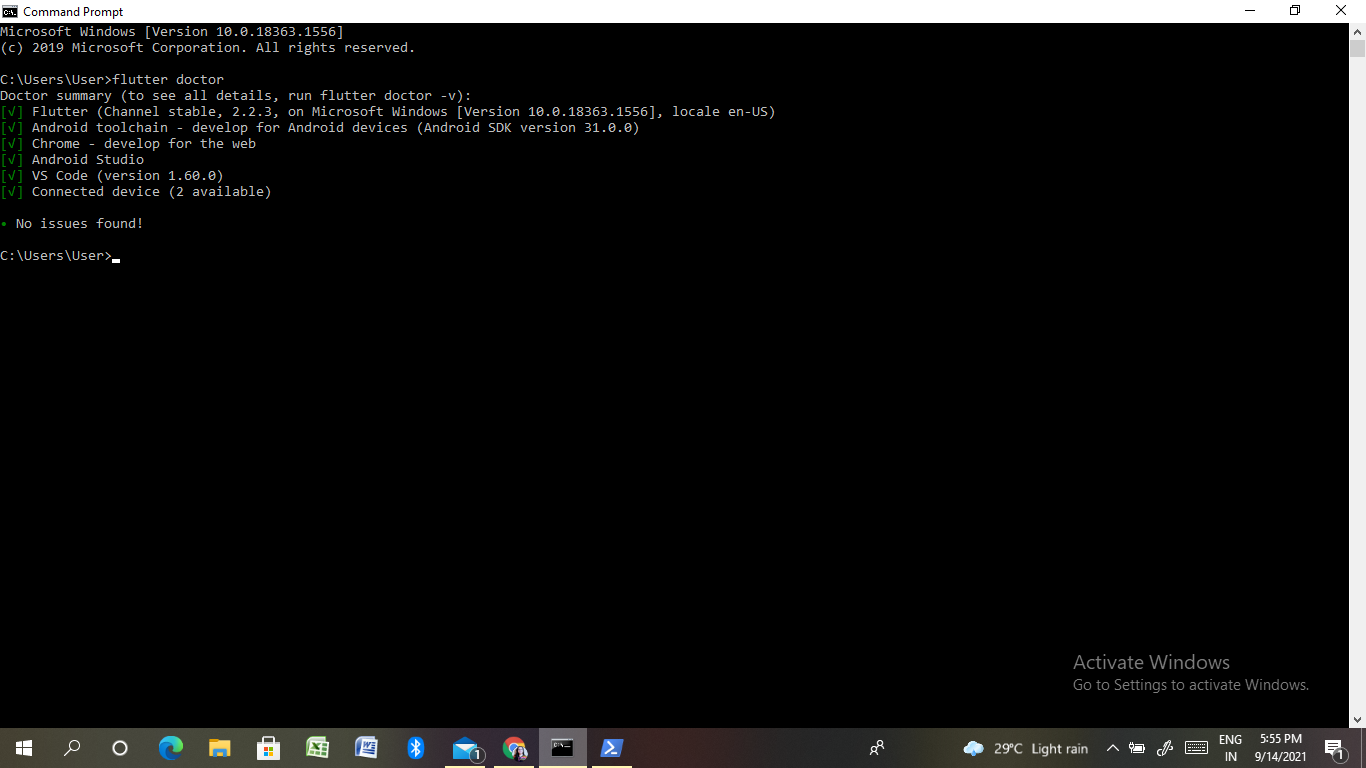 Command Prompt
Microsoft Windows [Version 10.0.18363.1556]
(c) 2019 Microsoft Corporation. All rights reserved.
C:\Users\User>flutter doctor
Doctor summary (to see all details, run flutter doctor -v):
[√] Flutter (Channel stable, 2.2.3, on Microsoft Windows [Version 10.0.18363.1556], locale en-US)
[√] Android toolchain - develop for Android devices (Android SDK version 31.0.0)
[√] Chrome - develop for the web
[√] Android Studio
[√] VS Code (version 1.60.0)
[√] Connected device (2 available)
• No issues found!
C:\Users\User>
Activate Windows
Go to Settings to activate Windows.
1
29°C Light rain
ENG
IN
5:55 PM
9/14/2021
1